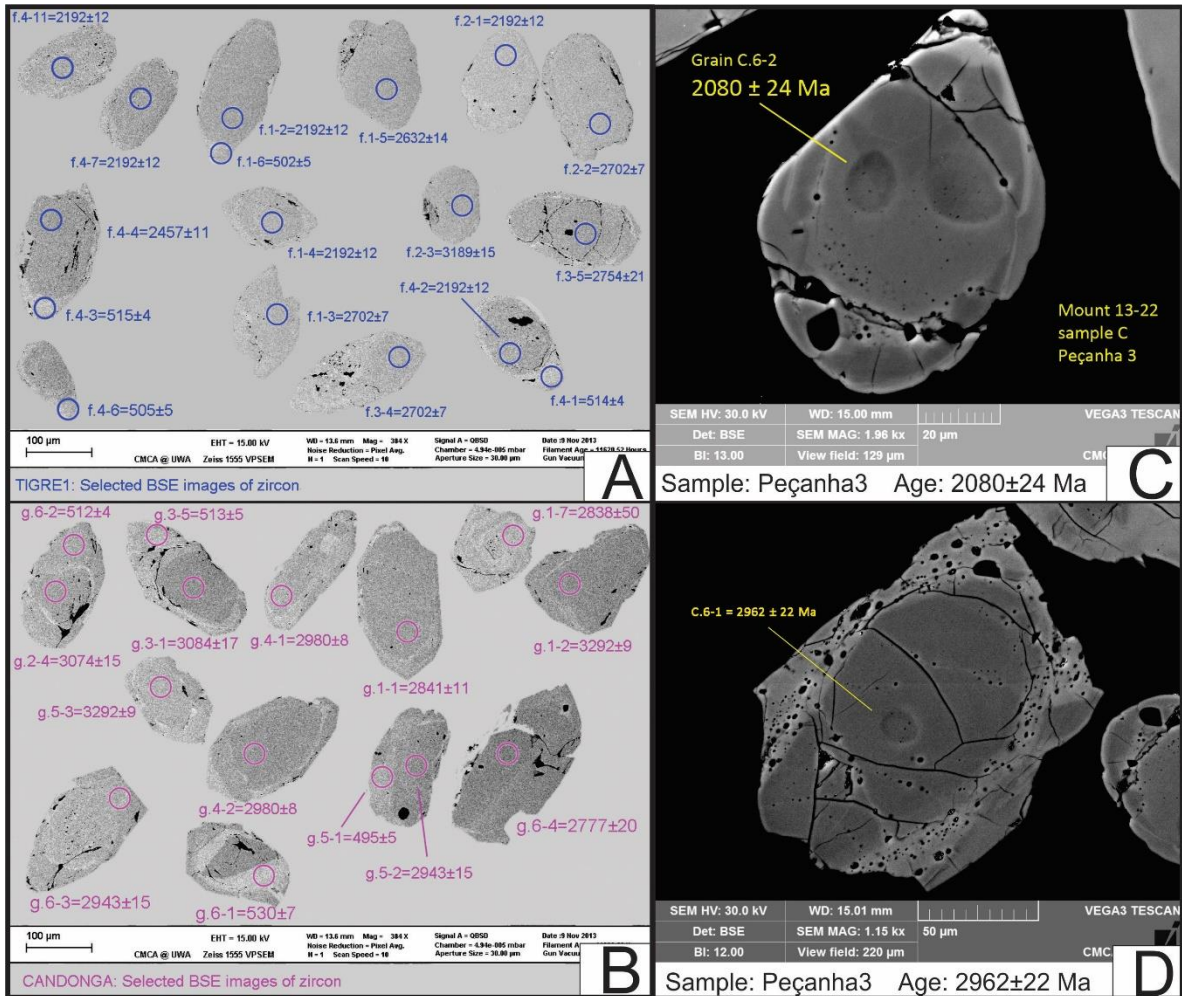 f.4-11=2192±12
f.2-1=2192±12
f.1-2=2192±12
f.1-5=2632±14
f.4-7=2192±12
f.1-6=502±5
f.2-2=2702±7
f.4-4=2457±11
f.1-4=2192±12
f.2-3=3189±15
f.3-5=2754±21
f.4-2=2192±12
f.4-3=515±4
f.1-3=2702±7
f.4-6=505±5
f.3-4=2702±7
f.4-1=514±4
100 µm
EHT = 15.00 kV
CMCA @ UWA Zeiss 1555 VPSEM
WD = 13.6 mm Mag = 384 X
Noise Reduction = Pixel Avg.
N = 1 Scan Speed = 10
Signal A = QBSD
Chamber = 4.94e-005 mbar
Aperture Size = 30.00 µm
Date :9 Nov 2013
Filament Age = 11628.52 Hours
Gun Vacuum
TIGRE1: Selected BSE images of zircon
A
g.6-2=512±4
g.3-5=513±5
g.1-7=2838±50
g.3-1=3084±17
g.4-1=2980±8
g.2-4=3074±15
g.1-2=3292±9
g.1-1=2841±11
g.5-3=3292±9
g.4-2=2980±8
g.5-1=495±5
g.6-4=2777±20
g.5-2=2943±15
g.6-3=2943±15
g.6-1=530±7
100 µm
EHT = 15.00 kV
CMCA @ UWA Zeiss 1555 VPSEM
WD = 13.6 mm Mag = 384 X
Noise Reduction = Pixel Avg.
N = 1 Scan Speed = 10
Signal A = QBSD
Chamber = 4.94e-005 mbar
Aperture Size = 30.00 µm
Date :9 Nov 2013
Filament A
Gun Vacuum
CANDONGA: Selected BSE images of zircon
B
Grain C.6-2
2080 ± 24 Ma
Mount 13-22
sample C
Peçanha 3
SEM HV: 30.0 kV WD: 15.00 mm VEGA3 TESCAN
Det: BSE SEM MAG: 1.96 kx 20 µm
BI: 13.00 View field: 129 µm CMC
Sample: Peçanha3 Age: 2080±24 Ma
C
C.6-1 = 2962 ± 22 Ma
SEM HV: 30.0 kV WD: 15.01 mm VEGA3 TESCAN
Det: BSE SEM MAG: 1.15 kx 50 µm
BI: 12.00 View field: 220 µm CMC
Sample: Peçanha3 Age: 2962±22 Ma
D